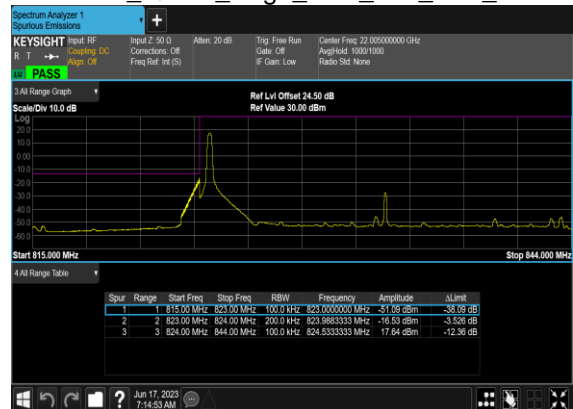 Spectrum Analyzer 1
Spurious Emissions
+
KEYSIGHT Input: RF Input Z: 50 Ω Atten: 20 dB Trig: Free Run Center Freq: 22.005000000 GHz
R T Coupling: DC Corrections: Off Gate: Off Avg|Hold: 1000/1000
Align: Off Freq Ref: Int (S) IF Gain: Low Radio Std: None
PASS
3 All Range Graph
Ref Lvl Offset 24.50 dB
Scale/Div 10.0 dB Ref Value 30.00 dBm
Log
20.0
10.0
0.00
-10.0
-20.0
-30.0
-40.0
-50.0
-60.0
Start 815.000 MHz Stop 844.000 MHz
4 All Range Table
Spur Range Start Freq Stop Freq RBW Frequency Amplitude ΔLimit
1 1 815.00 MHz 823.00 MHz 100.0 kHz 823.0000000 MHz -51.09 dBm -38.09 dB
2 2 823.00 MHz 824.00 MHz 200.0 kHz 823.9883333 MHz -16.53 dBm -3.526 dB
3 3 824.00 MHz 844.00 MHz 100.0 kHz 824.5333333 MHz 17.64 dBm -12.36 dB
? Jun 17, 2023
7:14:53 AM